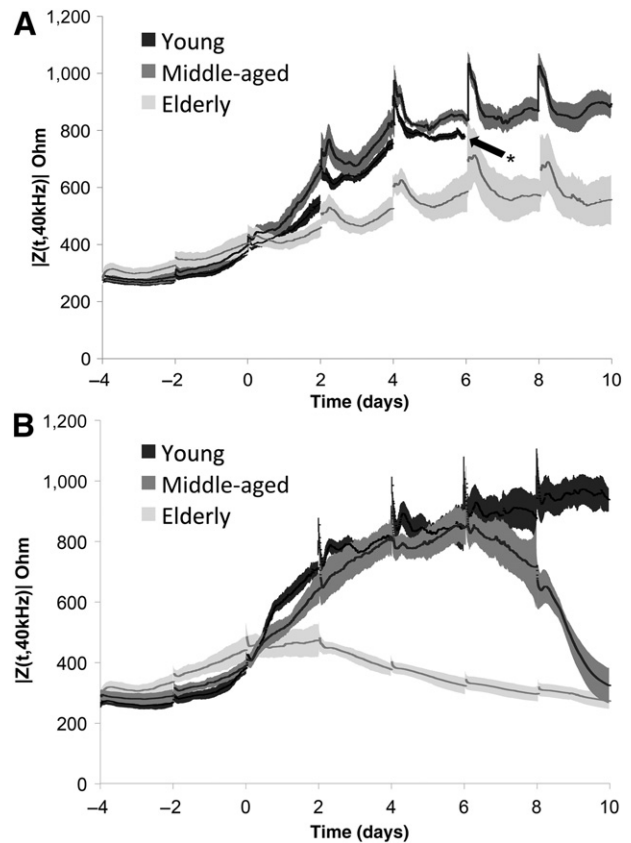 A
1,200
1,000
800
600
400
200
0
|Z(t,40kHz)| Ohm
Young
Middle-aged
Elderly
*
−4 −2 0 2 4 6 8 10
Time (days)
B
1,200
1,000
800
600
400
200
0
|Z(t,40kHz)| Ohm
Young
Middle-aged
Elderly
−4 −2 0 2 4 6 8 10
Time (days)